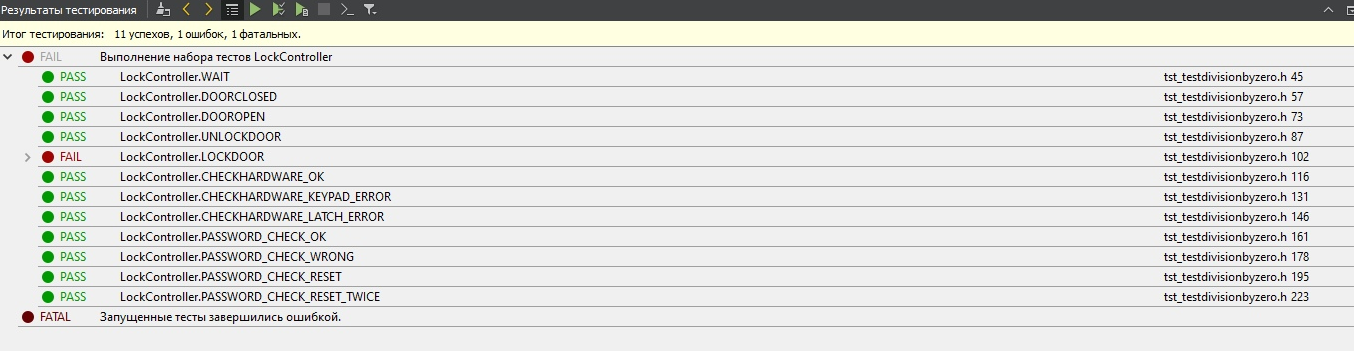 Результаты тестирования
Итог тестирования: 11 успехов, 1 ошибок, 1 фатальных.
FAIL Выполнение набора тестов LockController
PASS LockController.WAIT tst_testdivisionbyzero.h 45
PASS LockController.DOORCLOSED tst_testdivisionbyzero.h 57
PASS LockController.DOOROPEN tst_testdivisionbyzero.h 73
PASS LockController.UNLOCKDOOR tst_testdivisionbyzero.h 87
FAIL LockController.LOCKDOOR tst_testdivisionbyzero.h 102
PASS LockController.CHECKHARDWARE_OK tst_testdivisionbyzero.h 116
PASS LockController.CHECKHARDWARE_KEYPAD_ERROR tst_testdivisionbyzero.h 131
PASS LockController.CHECKHARDWARE_LATCH_ERROR tst_testdivisionbyzero.h 146
PASS LockController.PASSWORD_CHECK_OK tst_testdivisionbyzero.h 161
PASS LockController.PASSWORD_CHECK_WRONG tst_testdivisionbyzero.h 178
PASS LockController.PASSWORD_CHECK_RESET tst_testdivisionbyzero.h 195
PASS LockController.PASSWORD_CHECK_RESET_TWICE tst_testdivisionbyzero.h 223
FATAL Запущенные тесты завершились ошибкой.